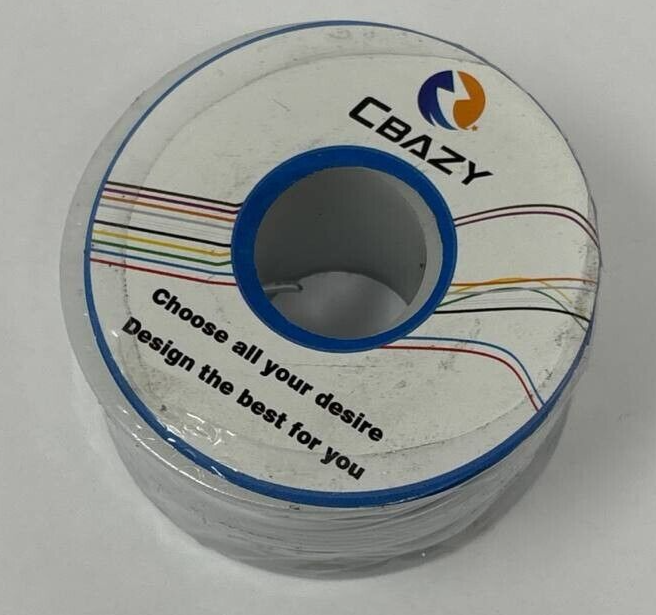 CBAZY
Choose all your desire
Design the best for you